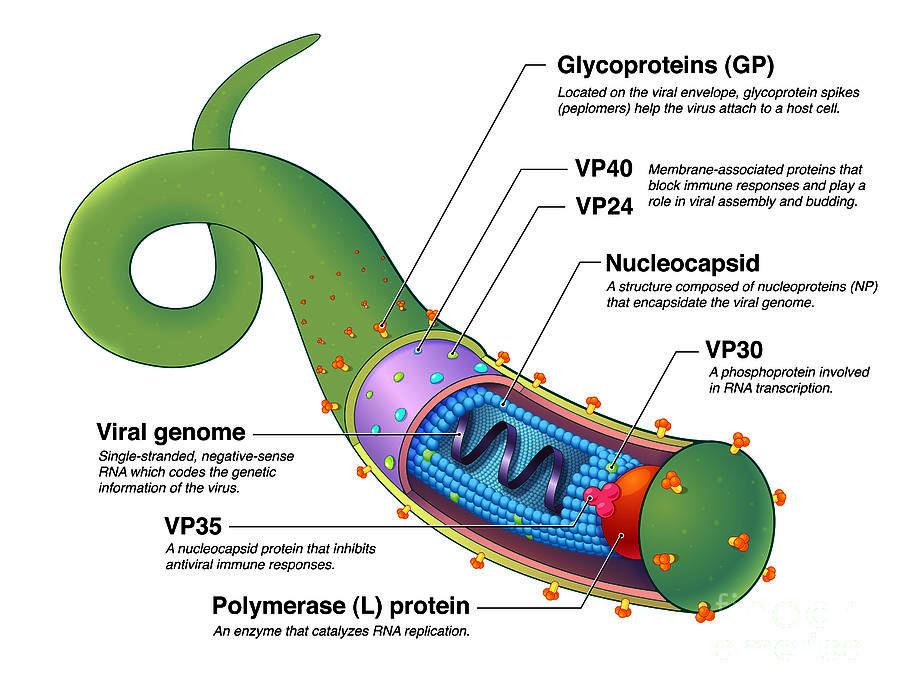 Glycoproteins (GP)
Located on the viral envelope, glycoprotein spikes
(peplomers) help the virus attach to a host cell.
VP40
VP24
Membrane-associated proteins that
block immune responses and play a
role in viral assembly and budding.
Nucleocapsid
A structure composed of nucleoproteins (NP)
that encapsidate the viral genome.
VP30
A phosphoprotein involved
in RNA transcription.
Viral genome
Single-stranded, negative-sense
RNA which codes the genetic
information of the virus.
VP35
A nucleocapsid protein that inhibits
antiviral immune responses.
Polymerase (L) protein
An enzyme that catalyzes RNA replication.